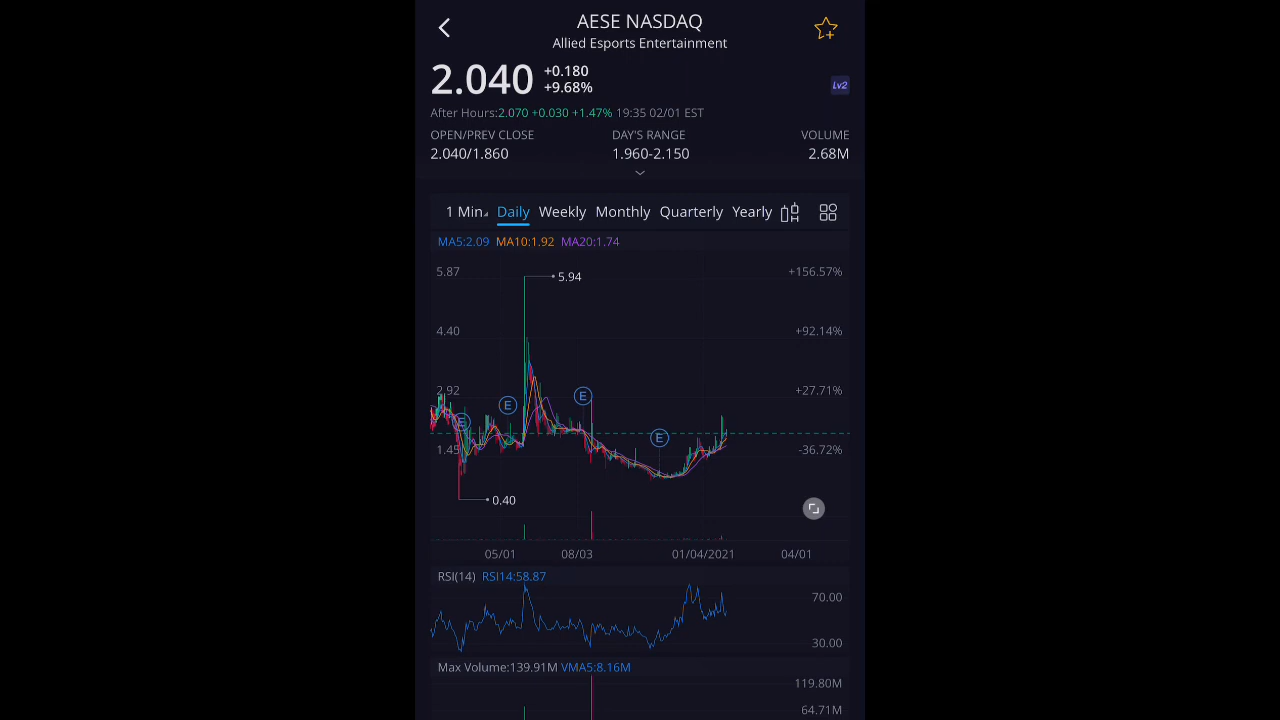 AESE NASDAQ
Allied Esports Entertainment
2.040 +0.180
+9.68%
Lv2
After Hours:2.070 +0.030 +1.47% 19:35 02/01 EST
OPEN/PREV CLOSE DAY'S RANGE VOLUME
2.040/1.860 1.960-2.150 2.68M
1 Min Daily Weekly Monthly Quarterly Yearly
MA5:2.09 MA10:1.92 MA20:1.74
5.87 +156.57%
5.94
4.40 +92.14%
2.92 +27.71%
E E E E
1.45 -36.72%
0.40
05/01 08/03 01/04/2021 04/01
RSI(14) RSI14:58.87
70.00
30.00
Max Volume:139.91M VMA5:8.16M
119.80M
64.71M